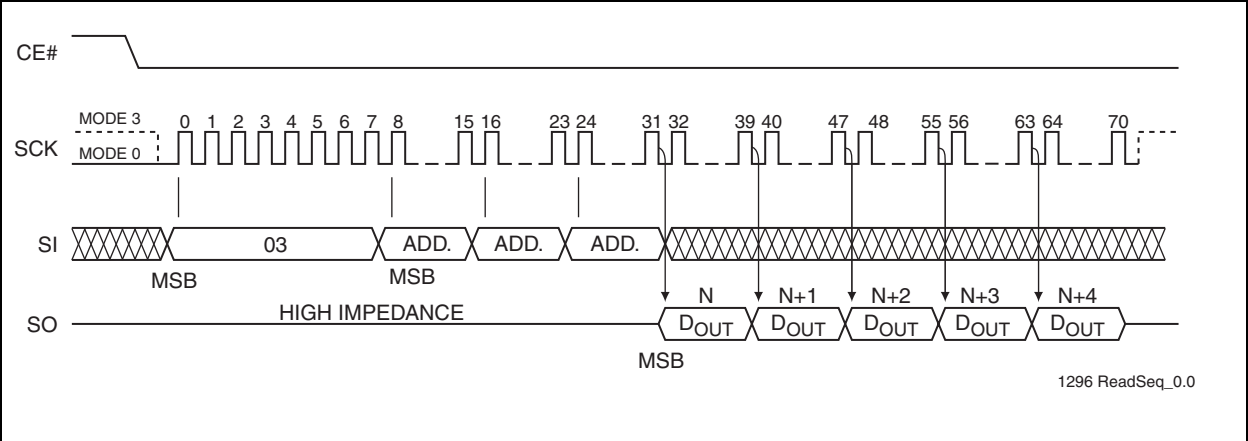 CE#
MODE 3
0 1 2 3 4 5 6 7 8 15 16 23 24 31 32 39 40 47 48 55 56 63 64 70
SCK
MODE 0
SI 03 ADD. ADD. ADD.
MSB MSB
N N+1 N+2 N+3 N+4
HIGH IMPEDANCE
SO DOUT DOUT DOUT DOUT DOUT
MSB
1296 ReadSeq_0.0